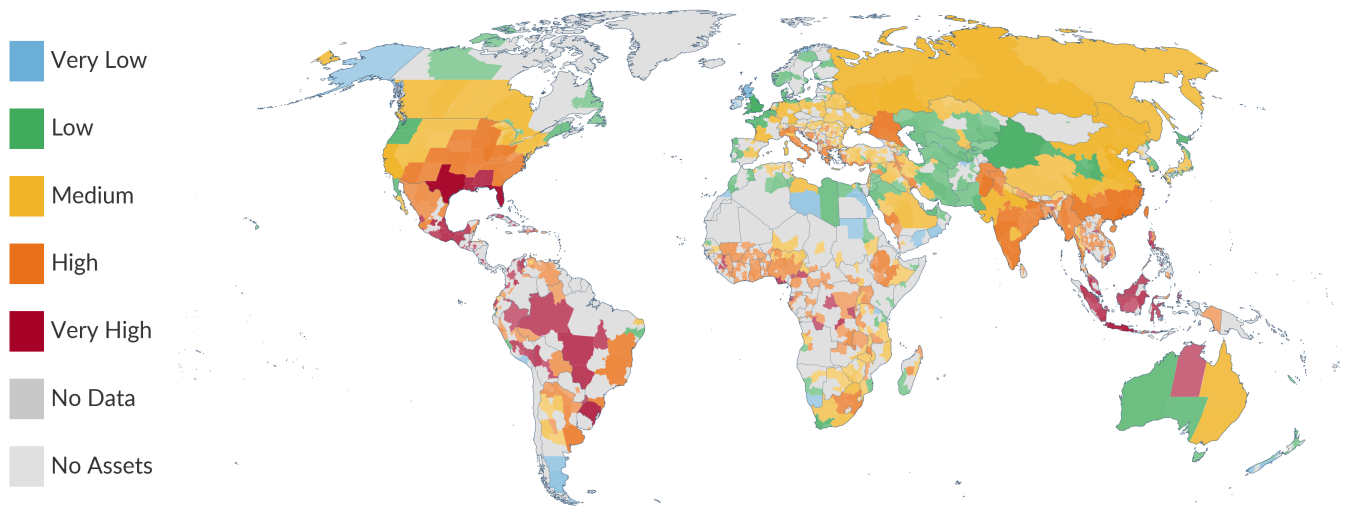 Very Low
Low
Medium
High
Very High
No Data
No Assets